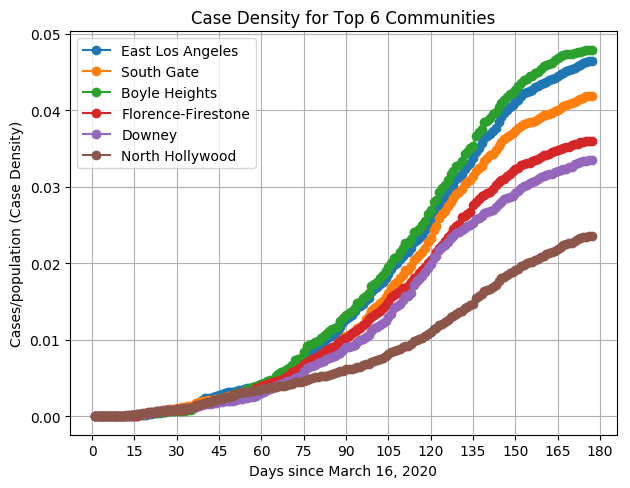 Case Density for Top 6 Communities
Cases/population (Case Density)
0.05
0.04
0.03
0.02
0.01
0.00
East Los Angeles
South Gate
Boyle Heights
Florence-Firestone
Downey
North Hollywood
0 15 30 45 60 75 90 105 120 135 150 165 180
Days since March 16, 2020